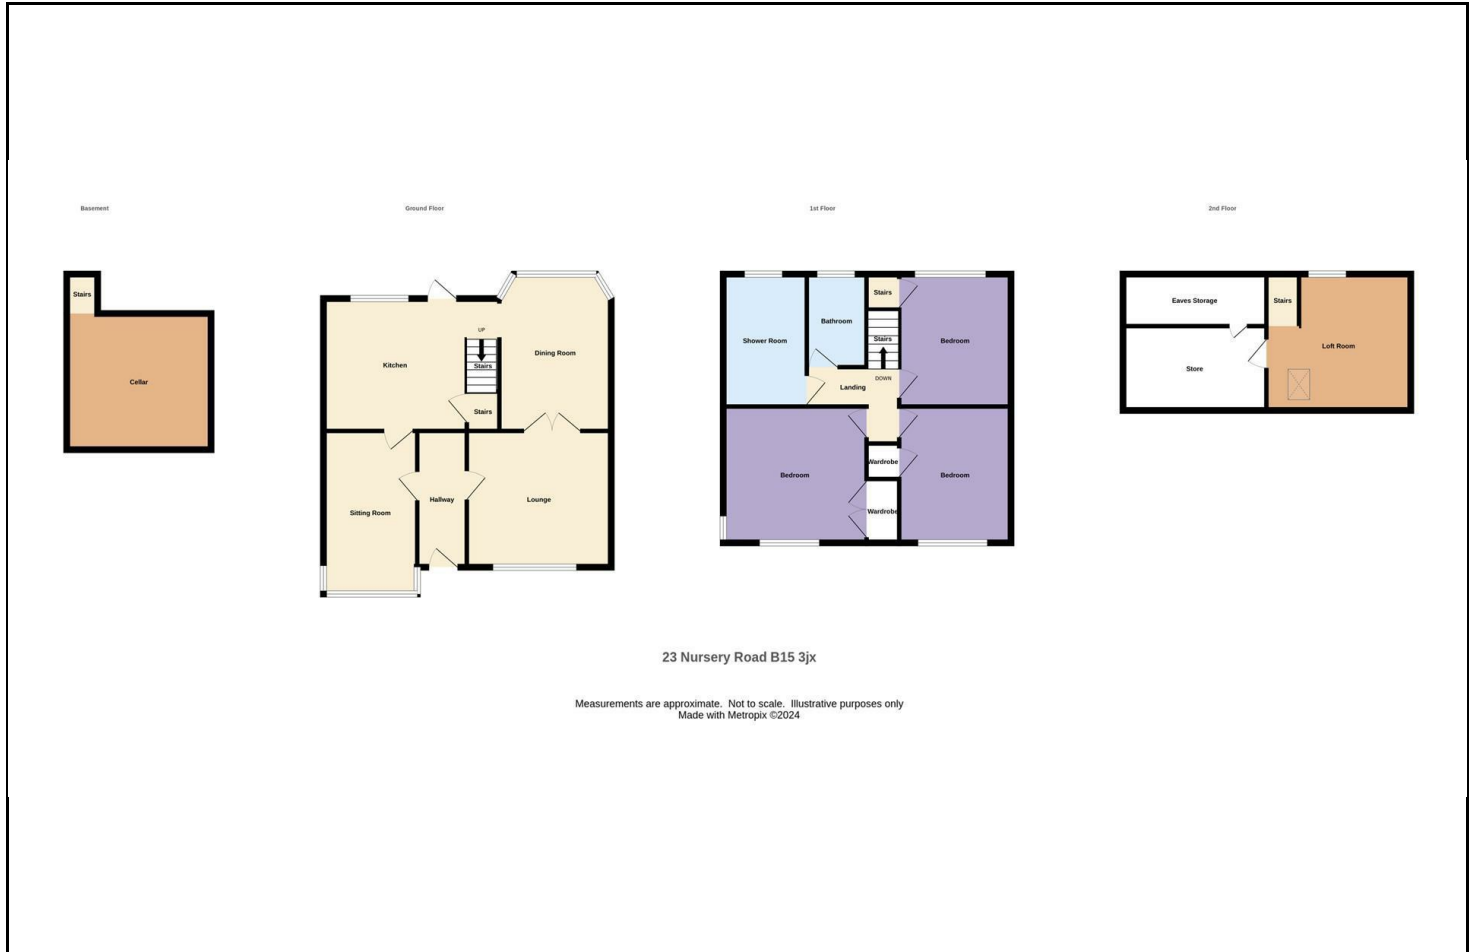 Basement
Stairs
Cellar
Ground Floor
UP
Kitchen
Stairs
Dining Room
Stairs
Sitting Room
Hallway
Lounge
1st Floor
Stairs
Shower Room
Bathroom
Stairs
Bedroom
Landing
DOWN
Bedroom
Wardrobe
Bedroom
Wardrobe
2nd Floor
Eaves Storage
Stairs
Loft Room
Store
23 Nursery Road B15 3jx
Measurements are approximate. Not to scale. Illustrative purposes only
Made with Metropix ©2024